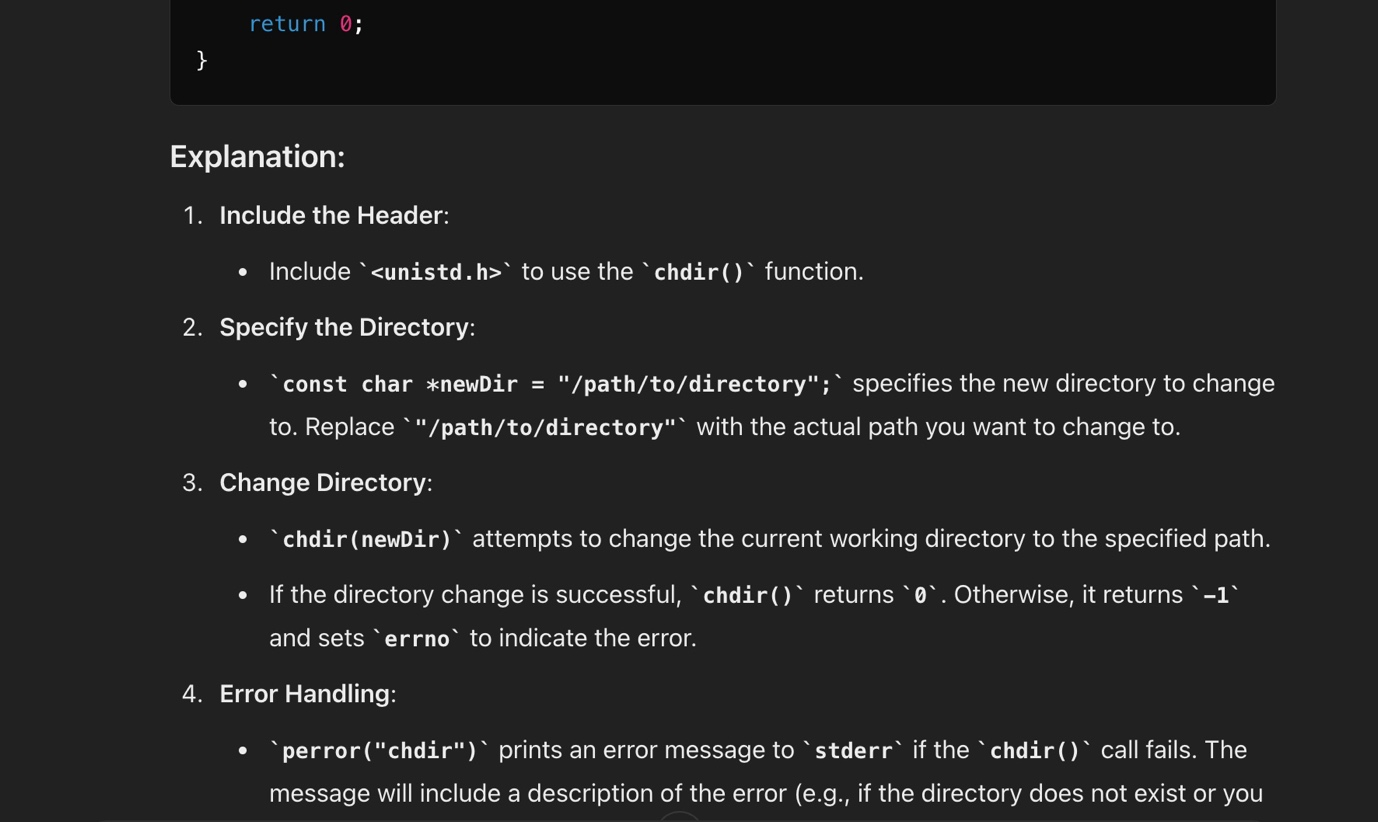 return 0;
}
Explanation:
1. Include the Header:
• Include `<unistd.h>` to use the `chdir()` function.
2. Specify the Directory:
• `const char *newDir = "/path/to/directory";` specifies the new directory to change
to. Replace `"/path/to/directory"` with the actual path you want to change to.
3. Change Directory:
• `chdir(newDir)` attempts to change the current working directory to the specified path.
• If the directory change is successful, `chdir()` returns `0`. Otherwise, it returns `-1`
and sets `errno` to indicate the error.
4. Error Handling:
• `perror("chdir")` prints an error message to `stderr` if the `chdir()` call fails. The
message will include a description of the error (e.g., if the directory does not exist or you